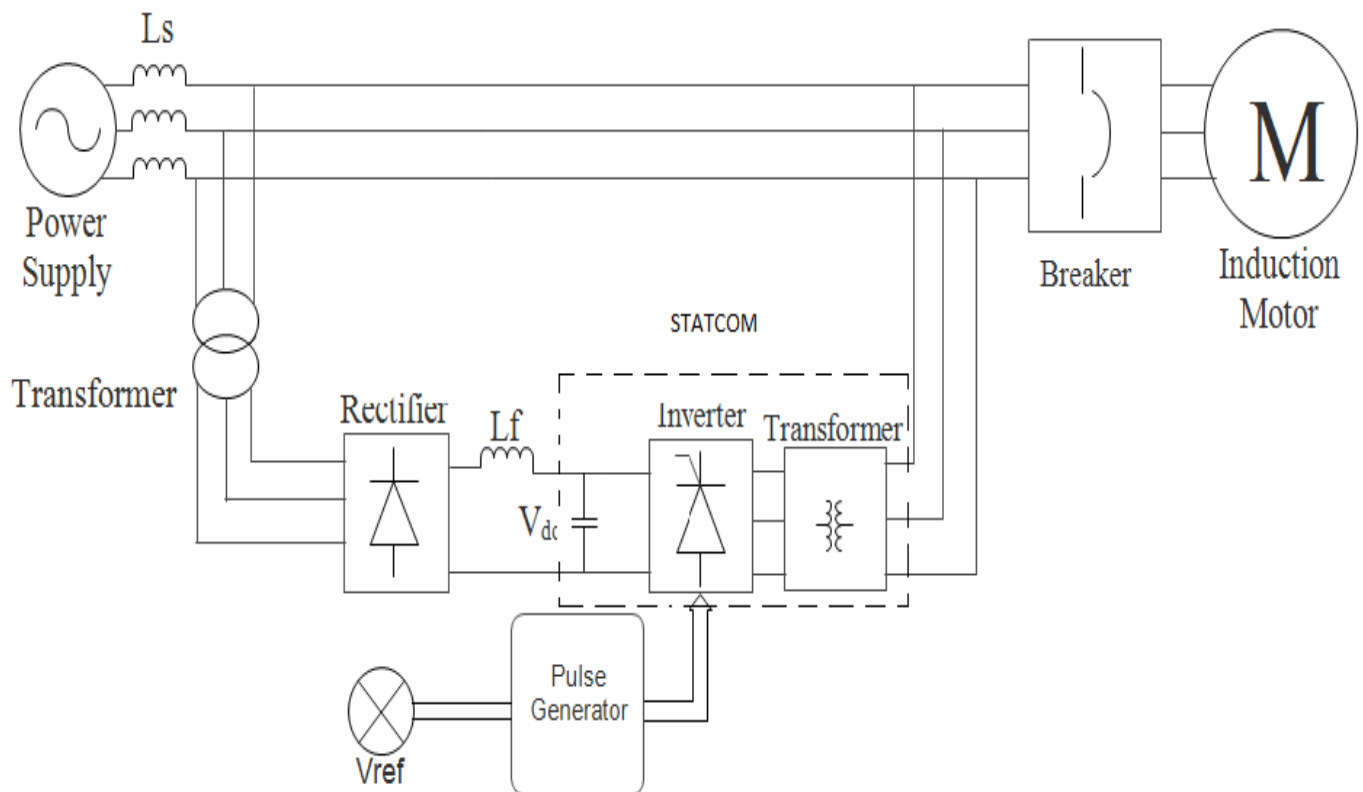 Ls
Power
Supply
M
Breaker
Induction
Motor
STATCOM
Transformer
Rectifier
Lf
Inverter
Transformer
Vdc
Pulse
Generator
Vref